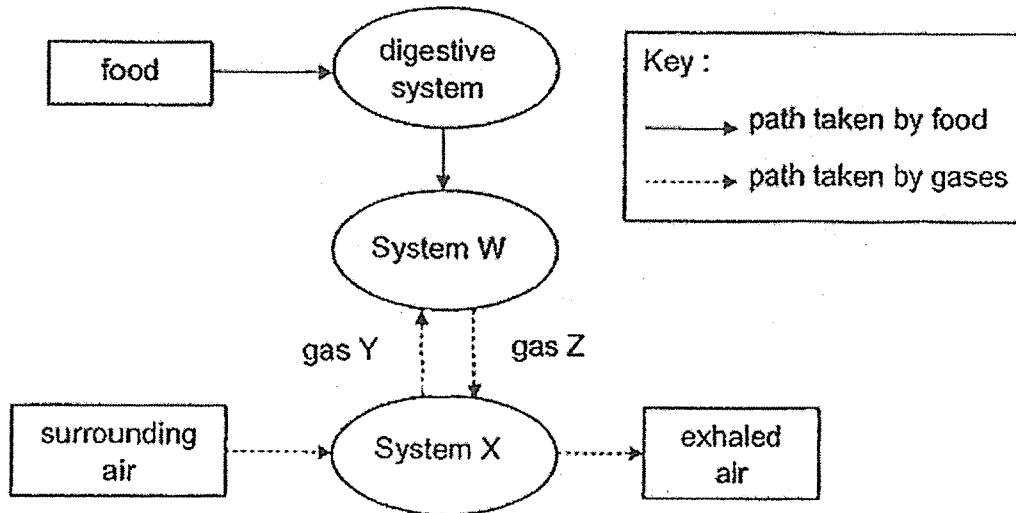 food
digestive
system
Key :
path taken by food
path taken by gases
System W
gas Y
gas Z
surrounding
air
System X
exhaled
air